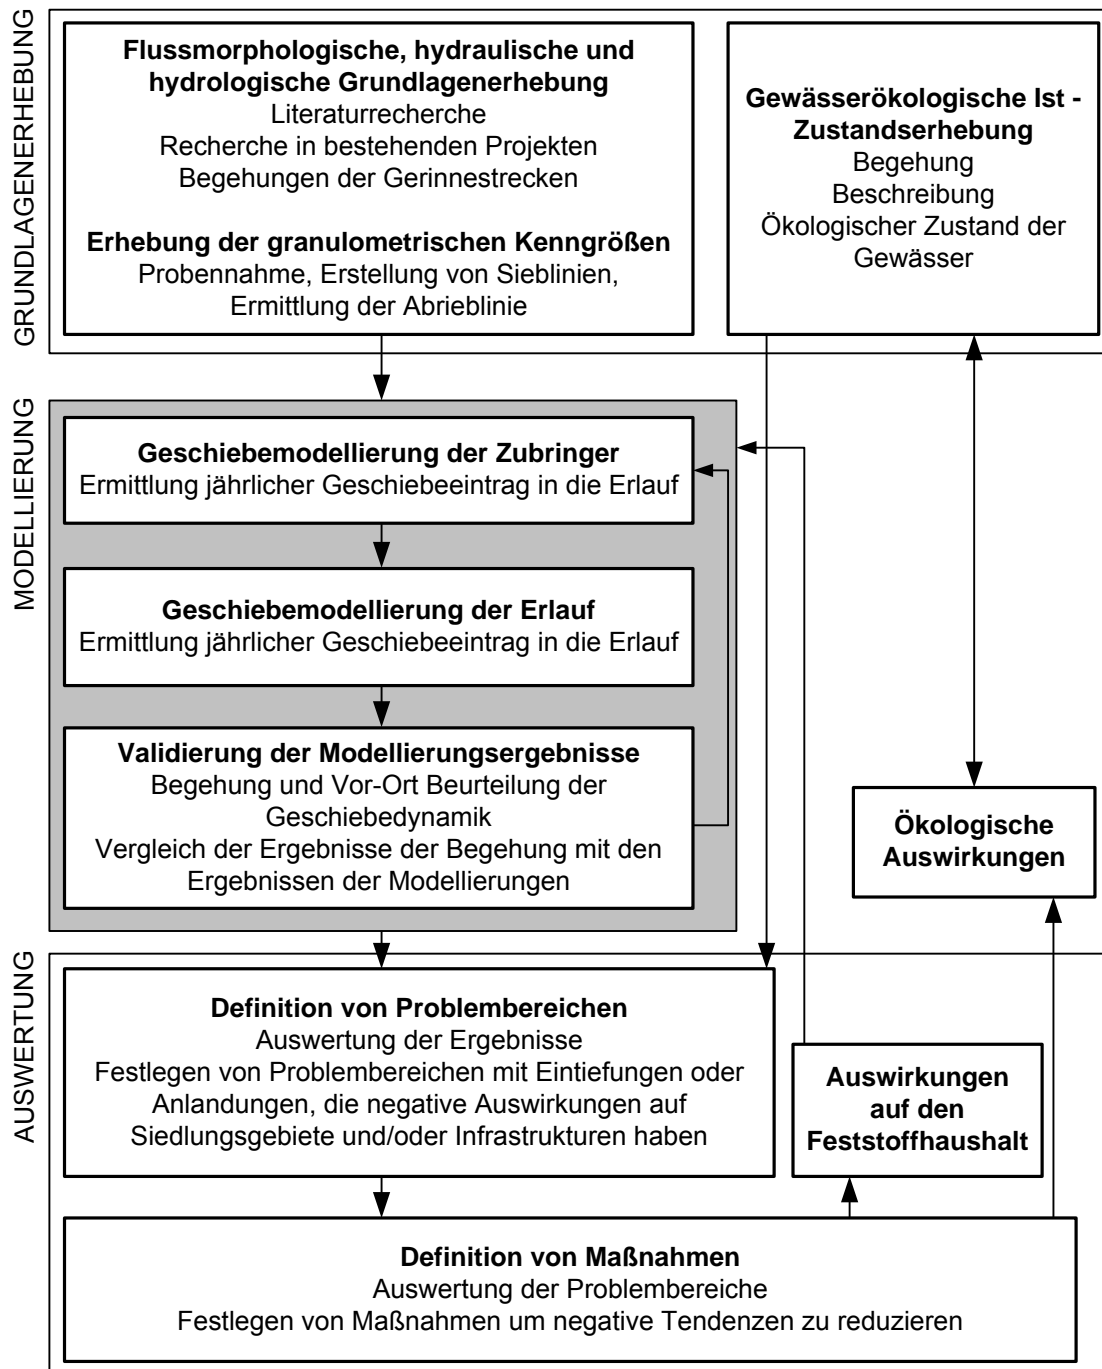 GRUNDLAGENERHEBUNG
Flussmorphologische, hydraulische und
hydrologische Grundlagenerhebung
Literaturrecherche
Recherche in bestehenden Projekten
Begehungen der Gerinnestrecken
Erhebung der granulometrischen Kenngrößen
Probennahme, Erstellung von Sieblinien,
Ermittlung der Abrieblinie
Gewässerökologische Ist -
Zustandserhebung
Begehung
Beschreibung
Ökologischer Zustand der
Gewässer
MODELLIERUNG
Geschiebemodellierung der Zubringer
Ermittlung jährlicher Geschiebeeintrag in die Erlauf
Geschiebemodellierung der Erlauf
Ermittlung jährlicher Geschiebeeintrag in die Erlauf
Validierung der Modellierungsergebnisse
Begehung und Vor-Ort Beurteilung der
Geschiebedynamik
Vergleich der Ergebnisse der Begehung mit den
Ergebnissen der Modellierungen
Ökologische
Auswirkungen
AUSWERTUNG
Definition von Problembereichen
Auswertung der Ergebnisse
Festlegen von Problembereichen mit Eintiefungen oder
Anlandungen, die negative Auswirkungen auf
Siedlungsgebiete und/oder Infrastrukturen haben
Auswirkungen
auf den
Feststoffhaushalt
Definition von Maßnahmen
Auswertung der Problembereiche
Festlegen von Maßnahmen um negative Tendenzen zu reduzieren